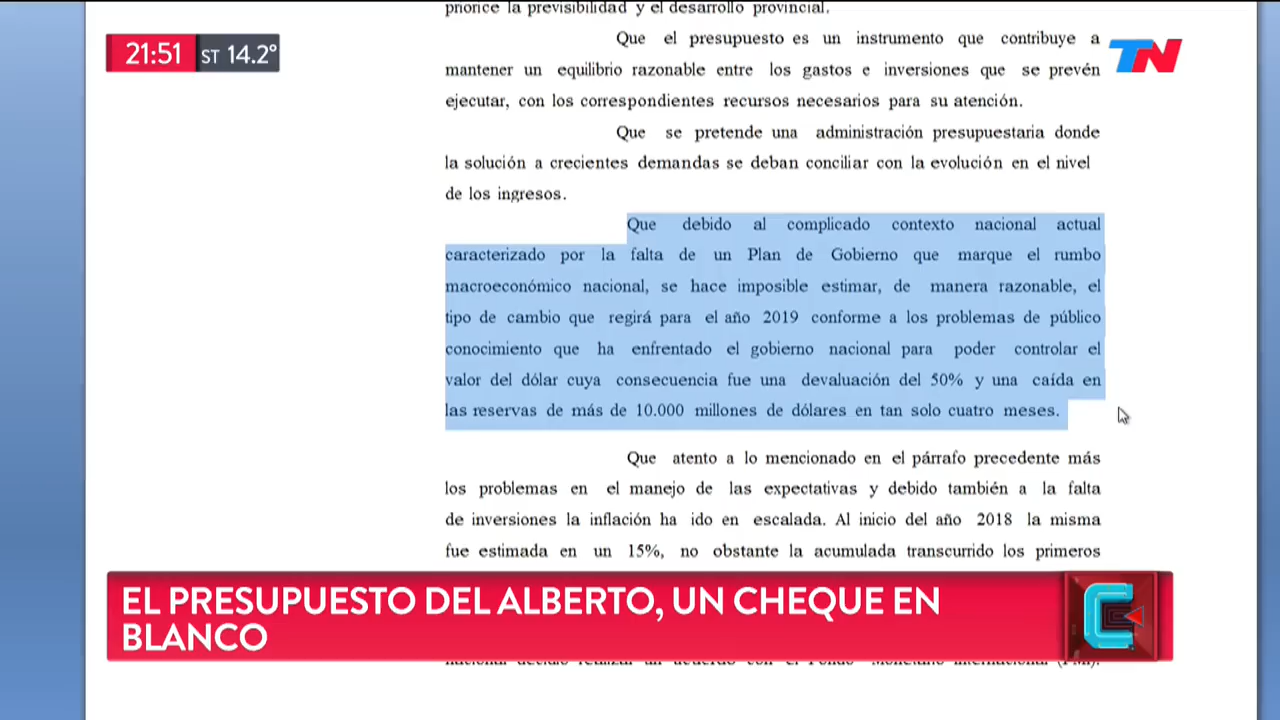 priorice la previsibilidad y el desarrollo provincial.
21:51 ST 14.2°
TN
Que el presupuesto es un instrumento que contribuye a
mantener un equilibrio razonable entre los gastos e inversiones que se prevén
ejecutar, con los correspondientes recursos necesarios para su atención.
Que se pretende una administración presupuestaria donde
la solución a crecientes demandas se deban conciliar con la evolución en el nivel
de los ingresos.
Que debido al complicado contexto nacional actual
caracterizado por la falta de un Plan de Gobierno que marque el rumbo
macroeconómico nacional, se hace imposible estimar, de manera razonable, el
tipo de cambio que regirá para el año 2019 conforme a los problemas de público
conocimiento que ha enfrentado el gobierno nacional para poder controlar el
valor del dólar cuya consecuencia fue una devaluación del 50% y una caída en
las reservas de más de 10.000 millones de dólares en tan solo cuatro meses.
Que atento a lo mencionado en el párrafo precedente más
los problemas en el manejo de las expectativas y debido también a la falta
de inversiones la inflación ha ido en escalada. Al inicio del año 2018 la misma
fue estimada en un 15%, no obstante la acumulada transcurrido los primeros
EL PRESUPUESTO DEL ALBERTO, UN CHEQUE EN
BLANCO
C